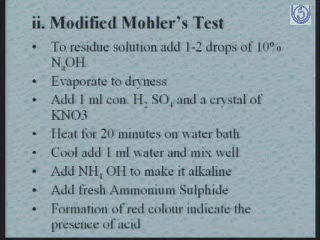 ii. Modified Mohler's Test
• To residue solution add 1-2 drops of 10%
NaOH
• Evaporate to dryness
• Add 1 ml con. H2 SO4 and a crystal of
KNO3
• Heat for 20 minutes on water bath
• Cool add 1 ml water and mix well
• Add NH4 OH to make it alkaline
• Add fresh Ammonium Sulphide
• Formation of red colour indicate the
presence of acid